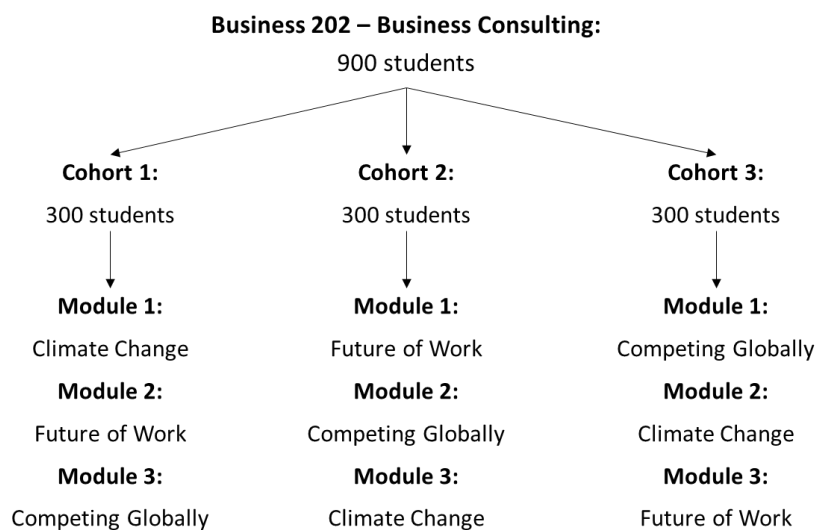 Business 202 – Business Consulting:
900 students
Cohort 1:
300 students
Module 1:
Climate Change
Module 2:
Future of Work
Module 3:
Competing Globally
Cohort 2:
300 students
Module 1:
Future of Work
Module 2:
Competing Globally
Module 3:
Climate Change
Cohort 3:
300 students
Module 1:
Competing Globally
Module 2:
Climate Change
Module 3:
Future of Work